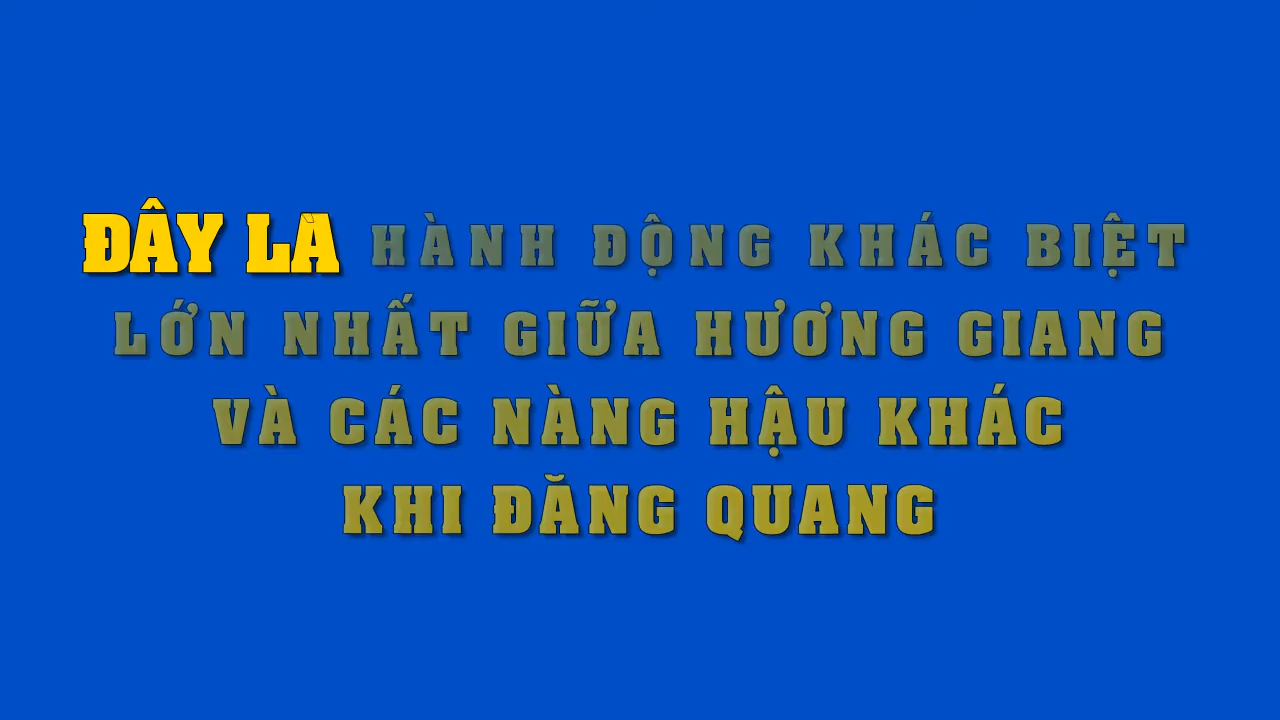 ĐÂY LÀ HÀNH ĐỘNG KHÁC BIỆT
LỚN NHẤT GIỮA HƯƠNG GIANG
VÀ CÁC NÀNG HẬU KHÁC
KHI ĐĂNG QUANG